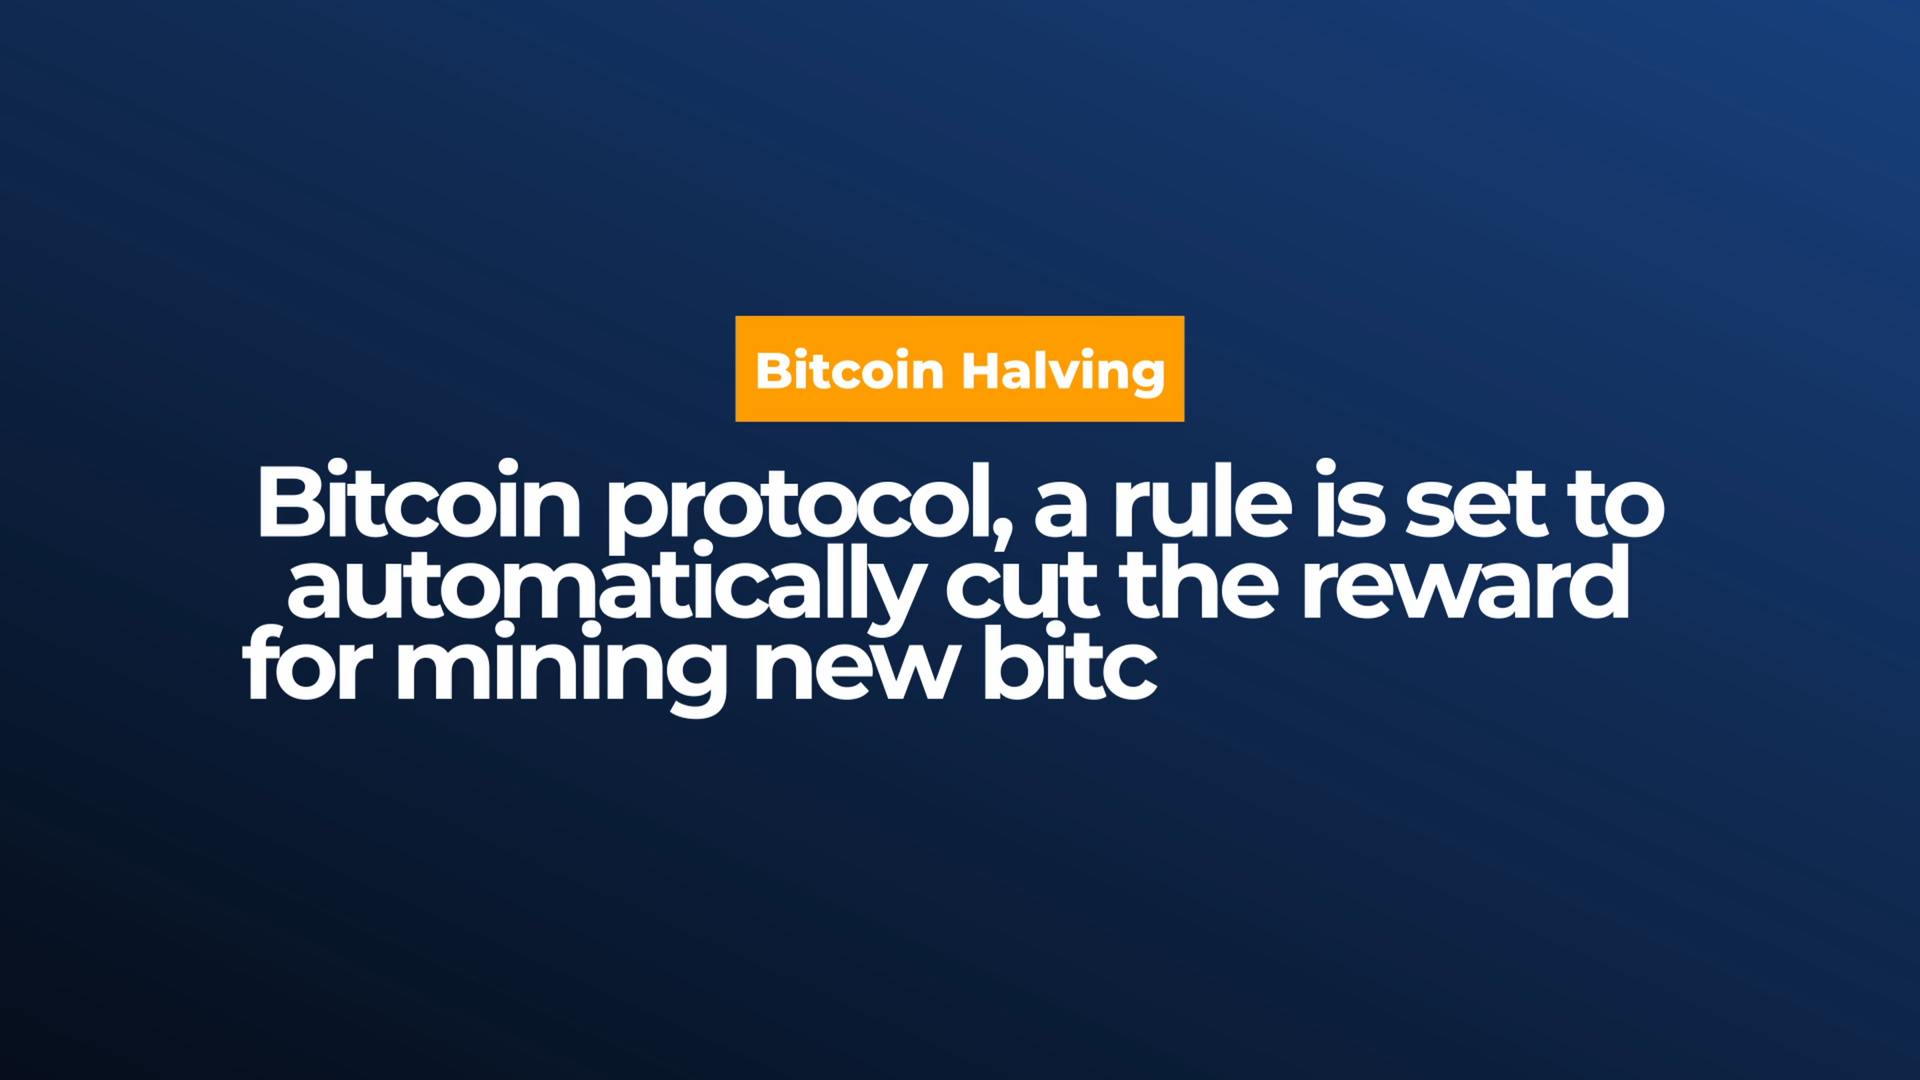 Bitcoin Halving
Bitcoin protocol, a rule is set to
automatically cut the reward
for mining new bitc